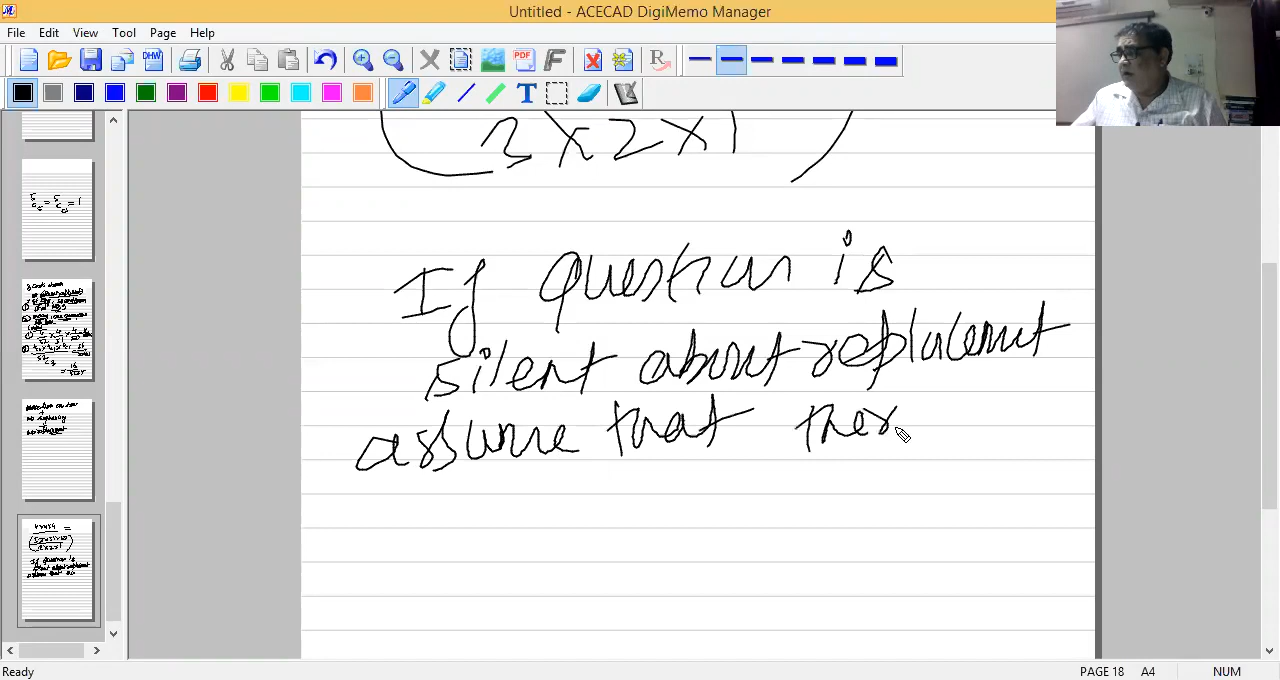 Untitled - ACECAD DigiMemo Manager
File Edit View Tool Page Help
3 x 2 x 1
If question is
silent about replacement
assume that ther
Ready
PAGE 18 A4 NUM